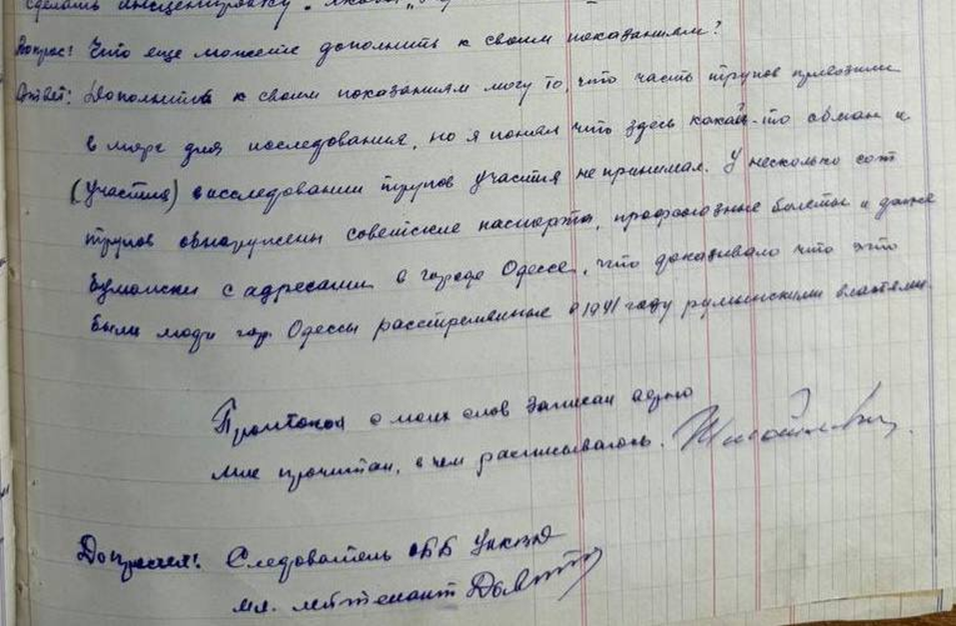 сделать инсценировку
Вопрос: Что еще можете дополнить к своим показаниям?
Ответ: Дополнить к своим показаниям могу то, что часть трупов привозили
в морг для исследования, но я понял что здесь какой-то обман и
(участия) в исследовании трупов участия не принимал. У несколько сот
трупов обнаружены советские паспорта, профсоюзные билеты и даже
бумажки с адресами в городе Одессе, что доказывало что это
были люди гор. Одессы расстрелянные в 1941 году румынскими властями.
Протокол с моих слов записан верно
мне прочитан, в чем расписываюсь.
Допросил: Следователь ОББ УНКВД
мл. лейтенант